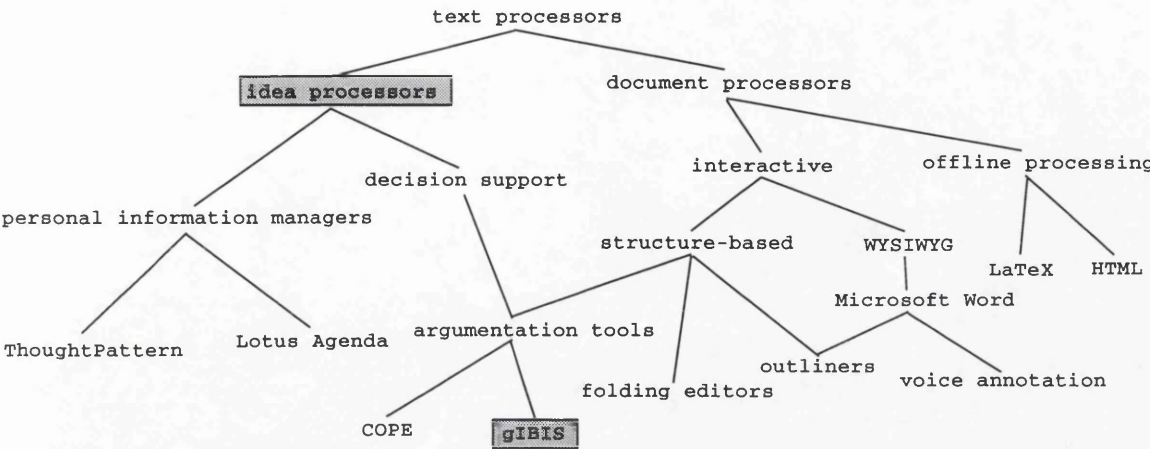 text processors
idea processors
document processors
decision support
interactive
offline processing
personal information managers
structure-based
WYSIWYG
LaTeX
HTML
Microsoft Word
argumentation tools
ThoughtPattern
Lotus Agenda
outliners
folding editors
voice annotation
COPE
gIBIS